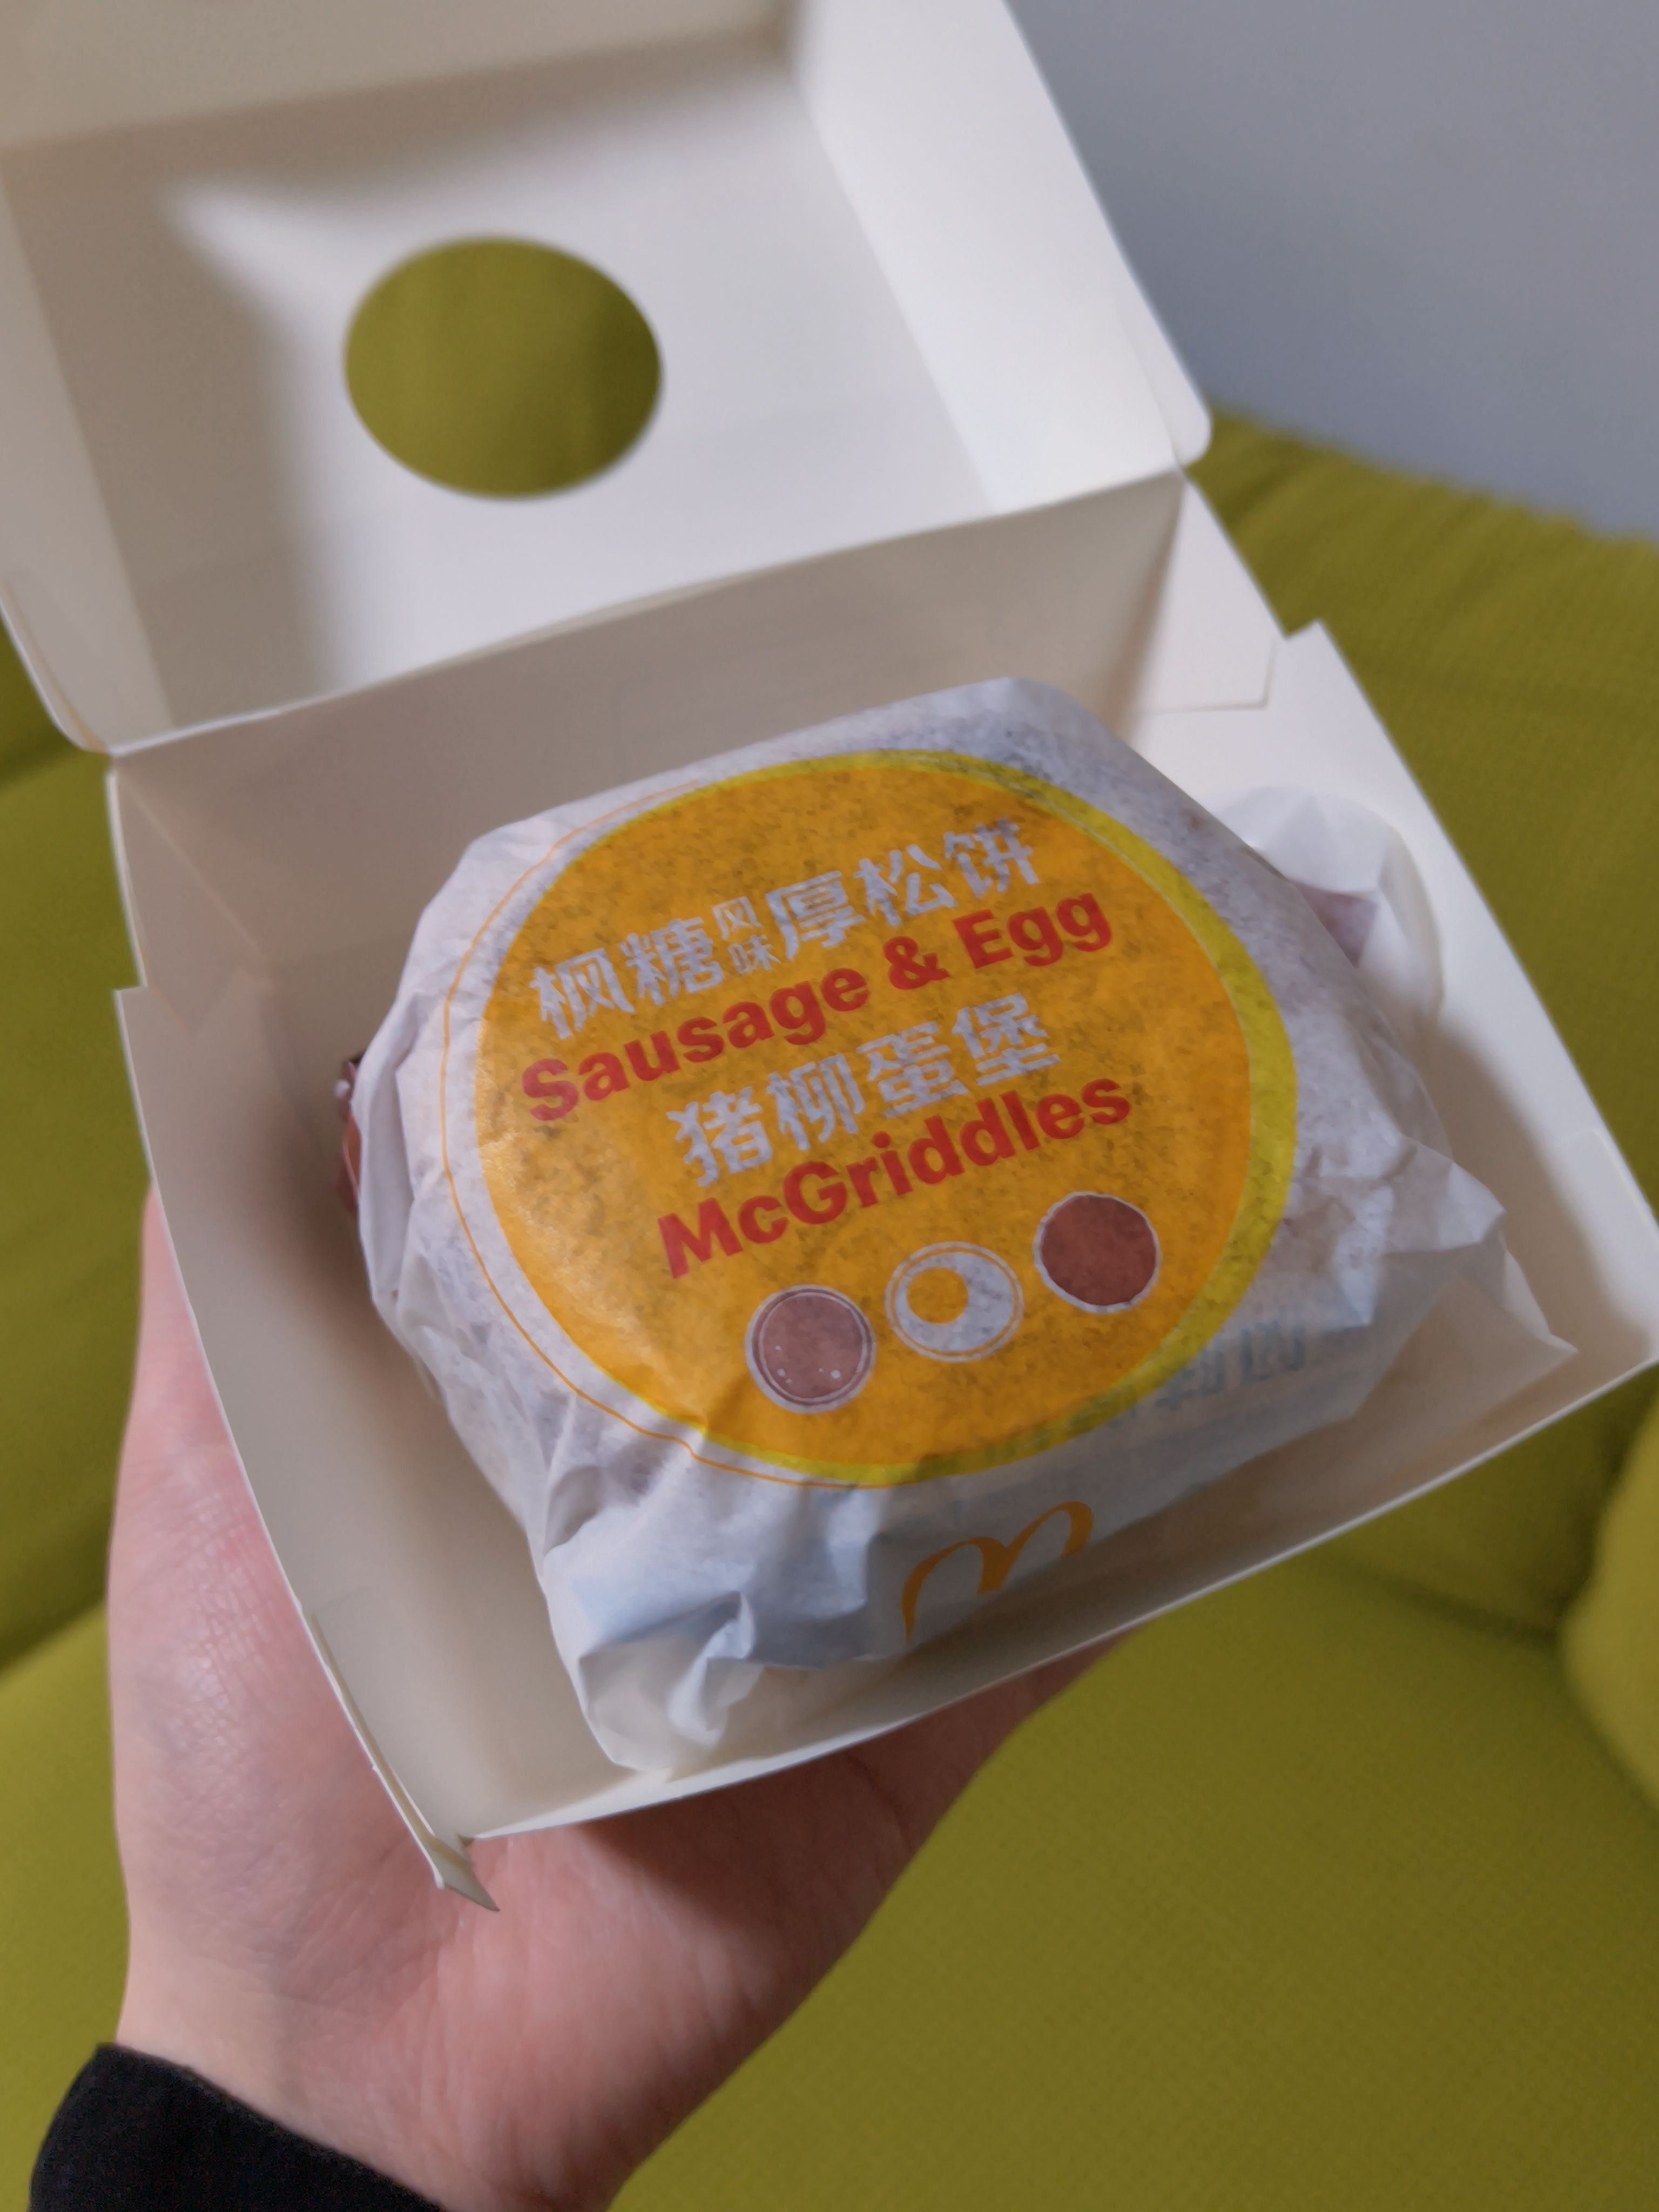 枫糖风味厚松饼
Sausage & Egg
猪柳蛋堡
McGriddles